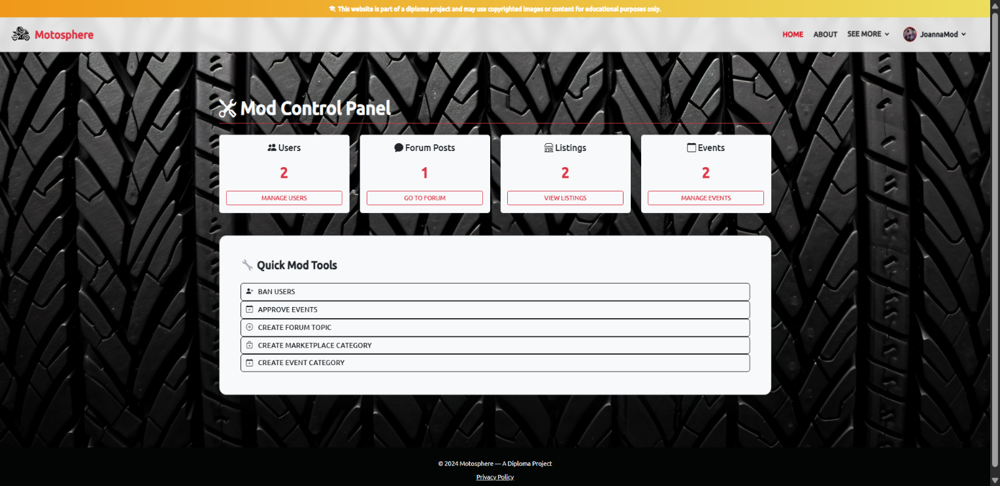 This website is part of a diploma project and may use copyrighted images or content for educational purposes only.
Motosphere
HOME ABOUT SEE MORE JoannaMod
Mod Control Panel
Users
2
MANAGE USERS
Forum Posts
1
GO TO FORUM
Listings
2
VIEW LISTINGS
Events
2
MANAGE EVENTS
Quick Mod Tools
BAN USERS
APPROVE EVENTS
CREATE FORUM TOPIC
CREATE MARKETPLACE CATEGORY
CREATE EVENT CATEGORY
© 2024 Motosphere — A Diploma Project
Privacy Policy